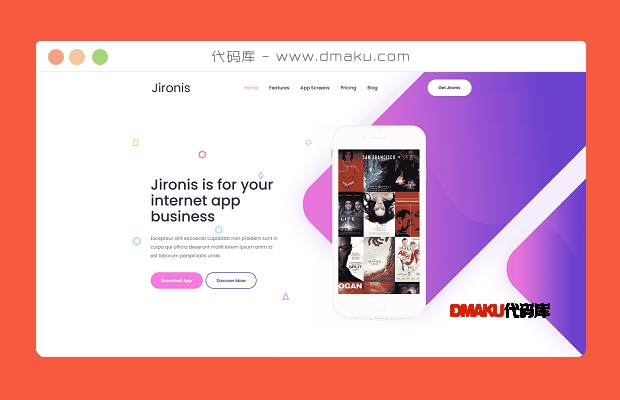 代码库 - www.dmaku.com
Jironis
Home Features App Screens Pricing Blog
Get Jironis
Jironis is for your
internet app
business
Excepteur sint occaecat cupidatat non proident sunt in
culpa qui officia deserunt mollit lorem ipsum anim id
est laborum perspiciatis unde.
Download App
Discover More
SAN FRANCISCO
LIFE
SPLIT
OGAN
DMAKU代码库